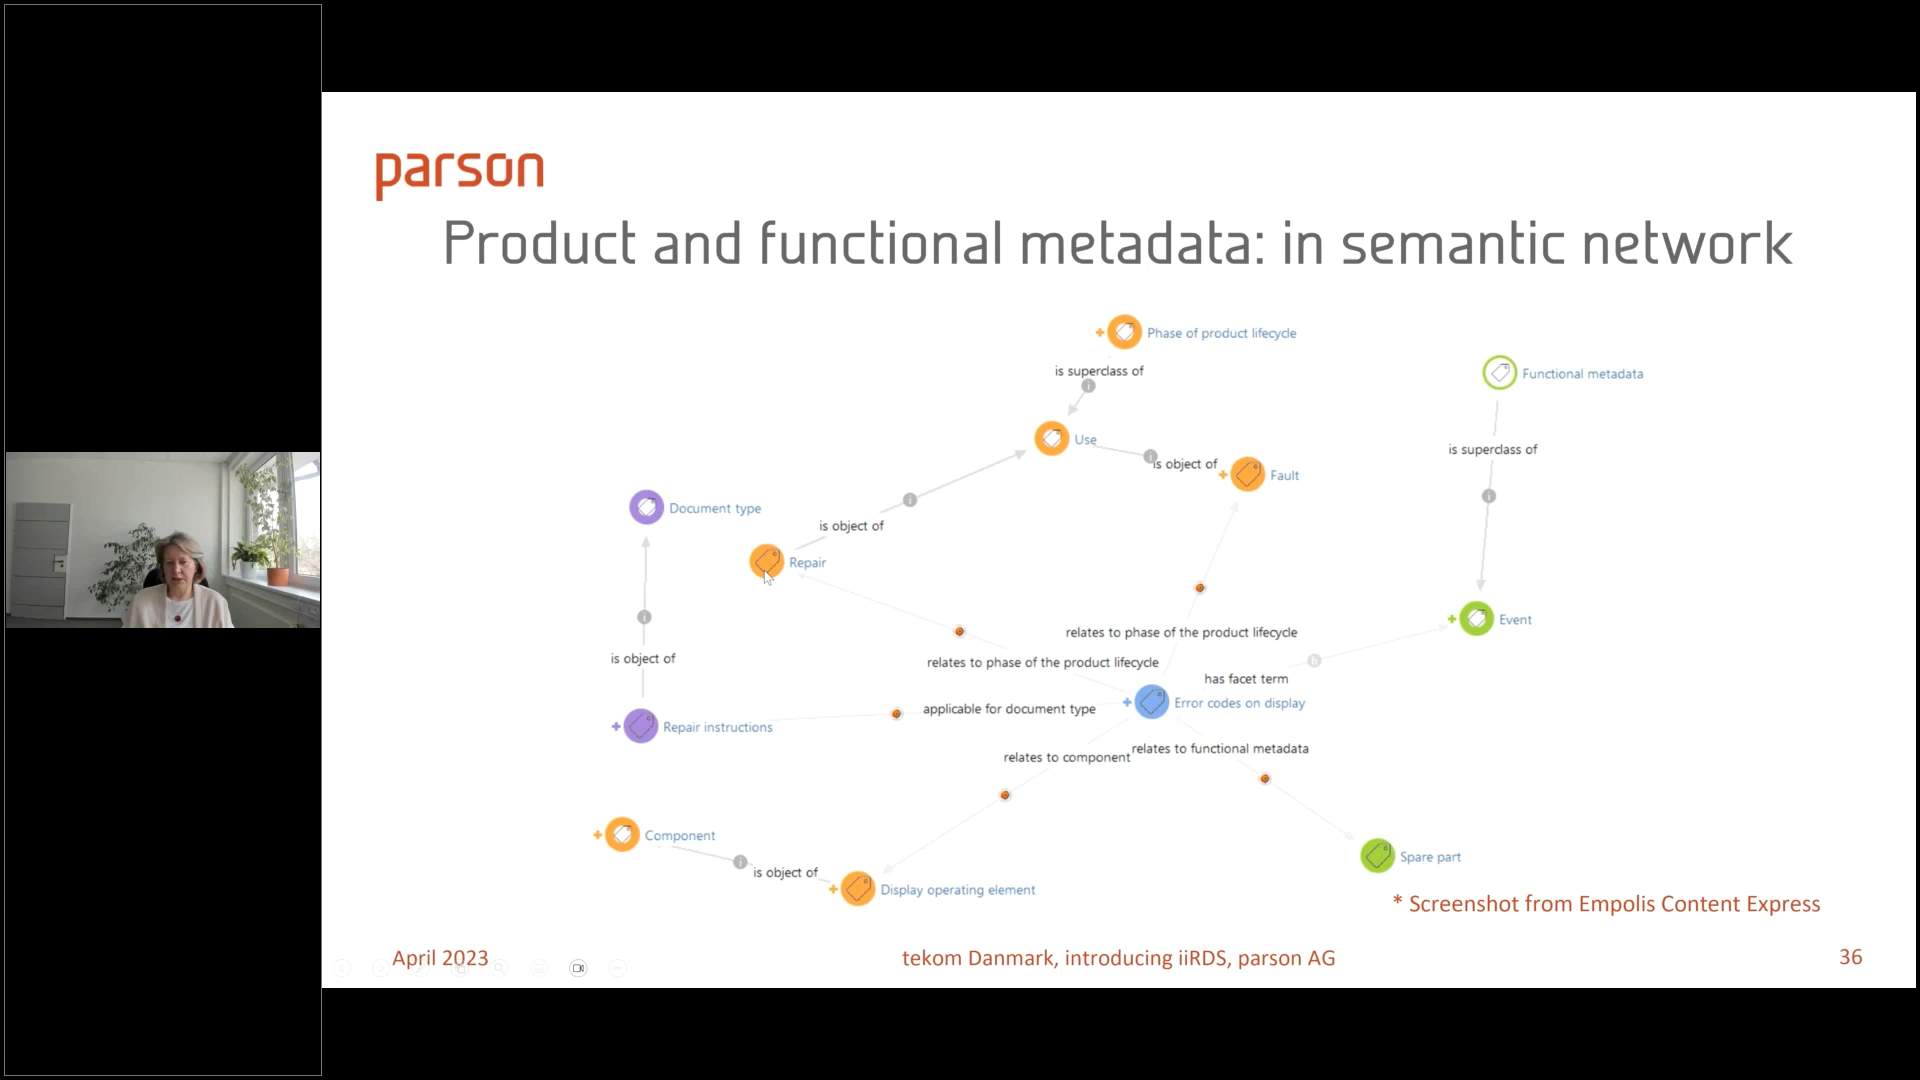 parson
Product and functional metadata: in semantic network
Phase of product lifecycle
is superclass of
Functional metadata
Use
is superclass of
is object of
Fault
Document type
is object of
Repair
Event
relates to phase of the product lifecycle
is object of
relates to phase of the product lifecycle
has facet term
Error codes on display
applicable for document type
Repair instructions
relates to functional metadata
relates to component
Component
Spare part
is object of
Display operating element
* Screenshot from Empolis Content Express
April 2023
tekom Danmark, introducing iiRDS, parson AG
36